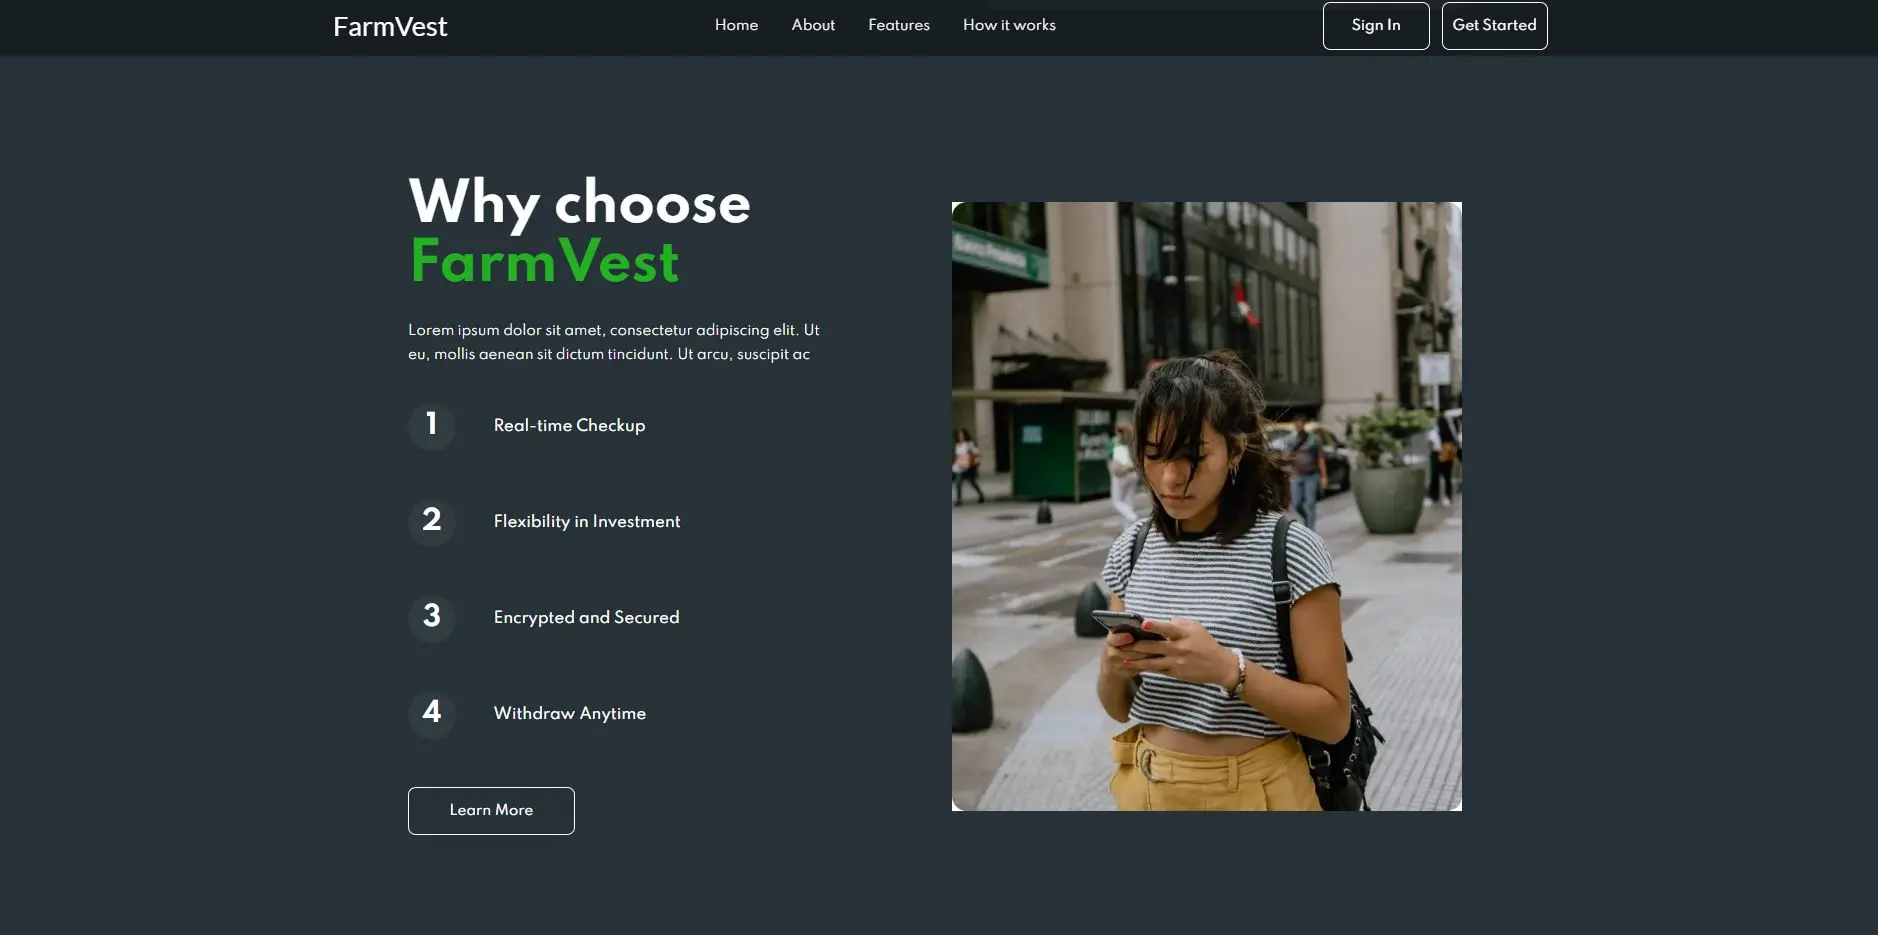 FarmVest
Home About Features How it works
Sign In Get Started
Why choose
FarmVest
Lorem ipsum dolor sit amet, consectetur adipiscing elit. Ut
eu, mollis aenean sit dictum tincidunt. Ut arcu, suscipit ac
1 Real-time Checkup
2 Flexibility in Investment
3 Encrypted and Secured
4 Withdraw Anytime
Learn More